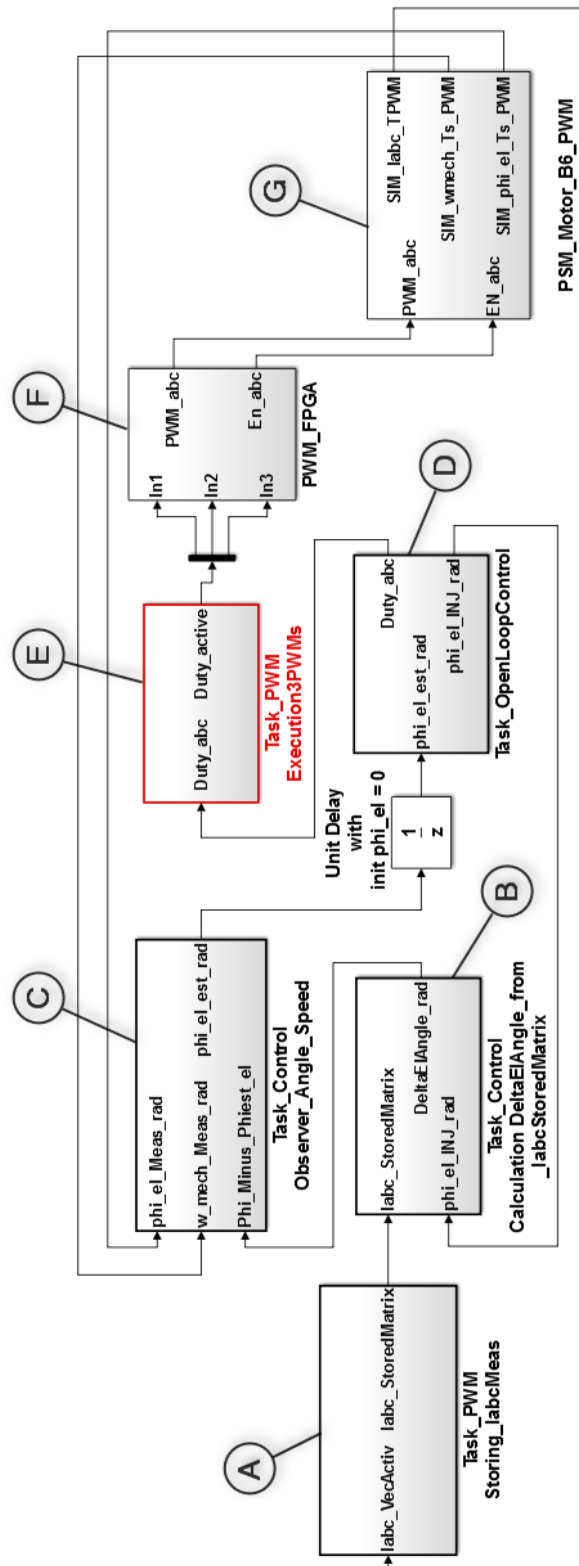 A
Iabc_VecActiv
Iabc_StoredMatrix
Task_PWM
Storing_IabcMeas
C
phi_el_Meas_rad
w_mech_Meas_rad
phi_el_est_rad
Phi_Minus_Phiest_el
Task_Control
Observer_Angle_Speed
Iabc_StoredMatrix
DeltaElAngle_rad
phi_el_INJ_rad
Task_Control
Calculation DeltaElAngle_from
_IabcStoredMatrix
B
Unit Delay
with
init phi_el = 0
1
z
E
Duty_abc
Duty_active
Task_PWM
Execution3PWMs
Duty_abc
phi_el_est_rad
phi_el_INJ_rad
Task_OpenLoopControl
D
F
In1
PWM_abc
In2
En_abc
In3
PWM_FPGA
G
SIM_Iabc_TPWM
PWM_abc
SIM_wmech_Ts_PWM
EN_abc
SIM_phi_el_Ts_PWM
PSM_Motor_B6_PWM